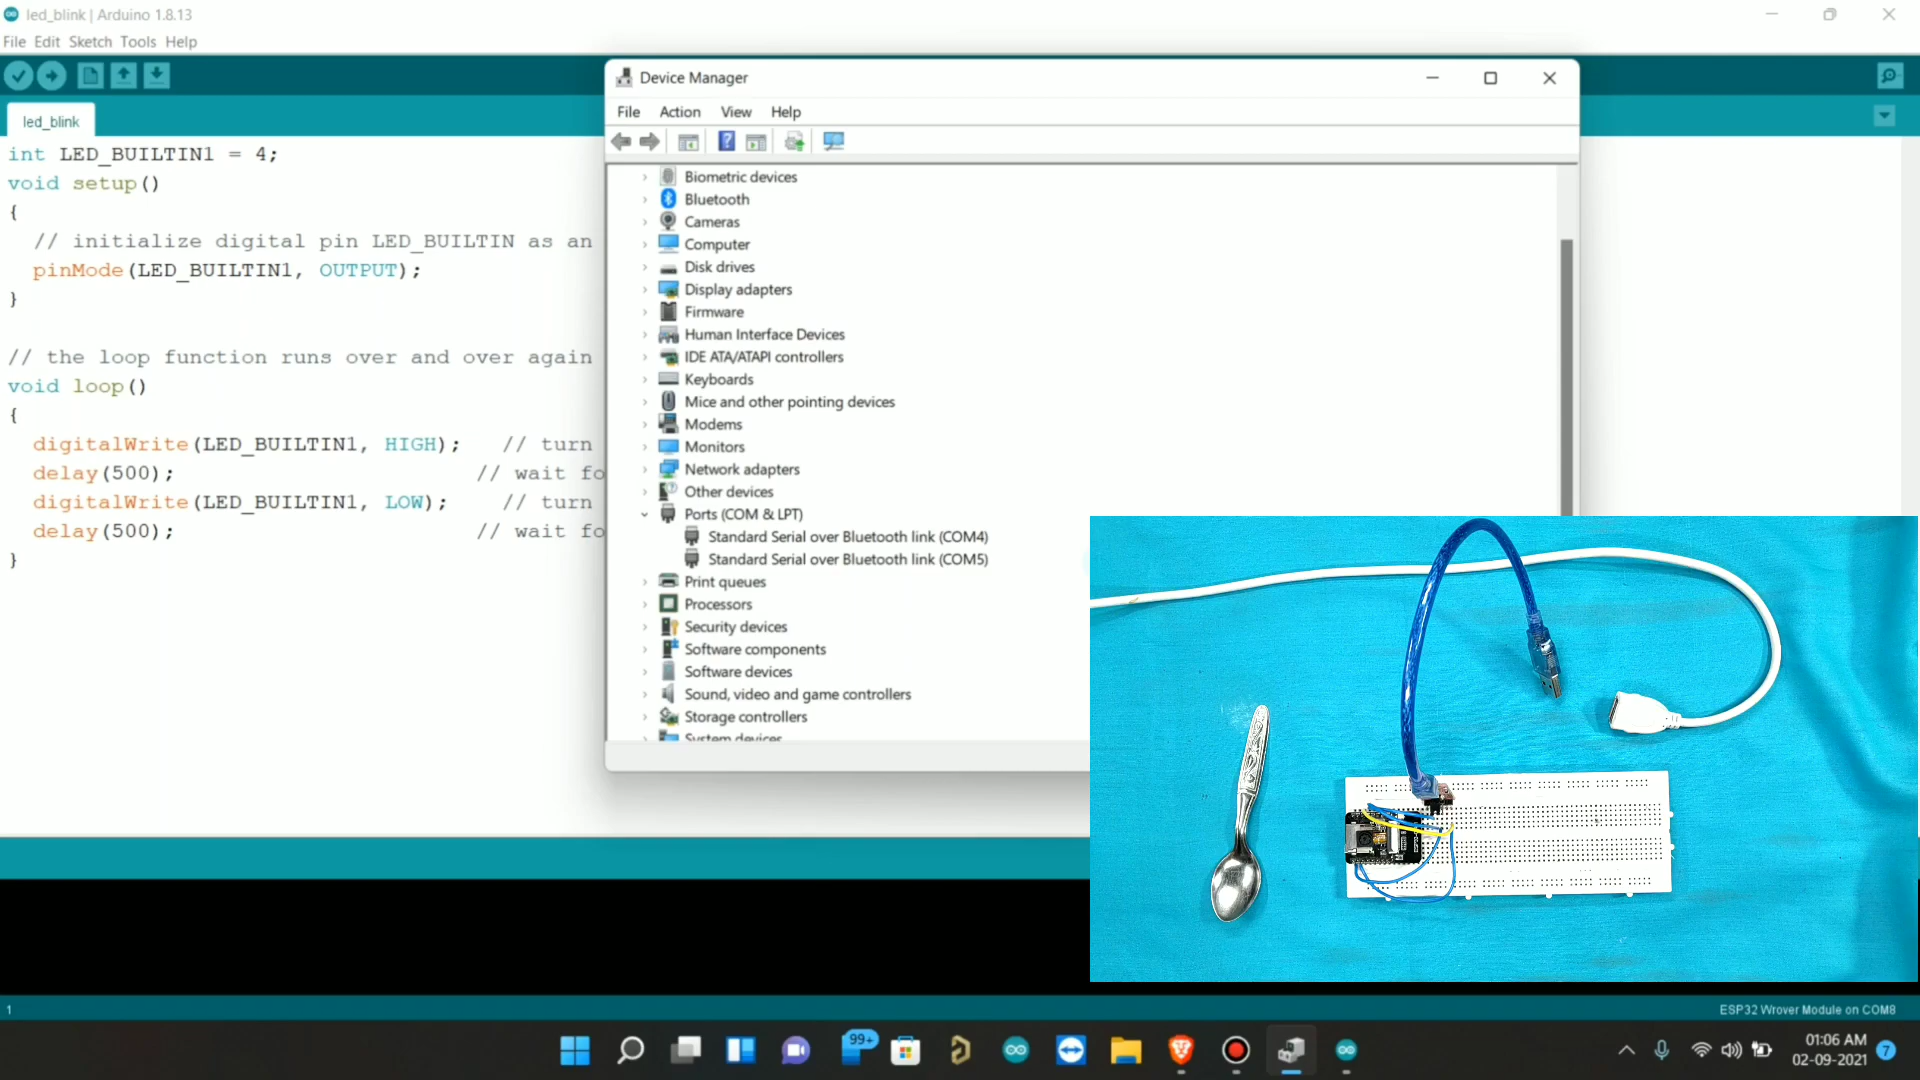 led_blink | Arduino 1.8.13
File Edit Sketch Tools Help
led_blink
int LED_BUILTIN1 = 4;
void setup()
{
// initialize digital pin LED_BUILTIN as an
pinMode(LED_BUILTIN1, OUTPUT);
}
// the loop function runs over and over again
void loop()
{
digitalWrite(LED_BUILTIN1, HIGH); // turn
delay(500); // wait fo
digitalWrite(LED_BUILTIN1, LOW); // turn
delay(500); // wait fo
}
Device Manager
File Action View Help
Biometric devices
Bluetooth
Cameras
Computer
Disk drives
Display adapters
Firmware
Human Interface Devices
IDE ATA/ATAPI controllers
Keyboards
Mice and other pointing devices
Modems
Monitors
Network adapters
Other devices
Ports (COM & LPT)
Standard Serial over Bluetooth link (COM4)
Standard Serial over Bluetooth link (COM5)
Print queues
Processors
Security devices
Software components
Software devices
Sound, video and game controllers
Storage controllers
System devices
1
ESP32 Wrover Module on COM8
99+
01:06 AM
02-09-2021
7